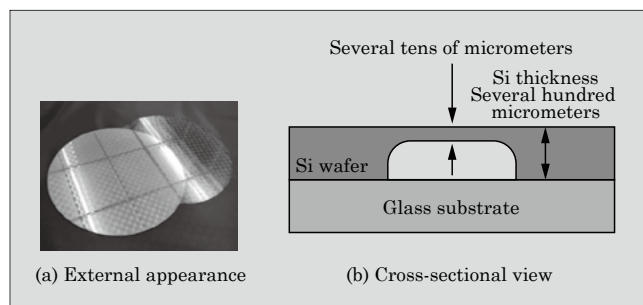 Several tens of micrometers
Si thickness
Several hundred
micrometers
Si wafer
Glass substrate
(a) External appearance
(b) Cross-sectional view